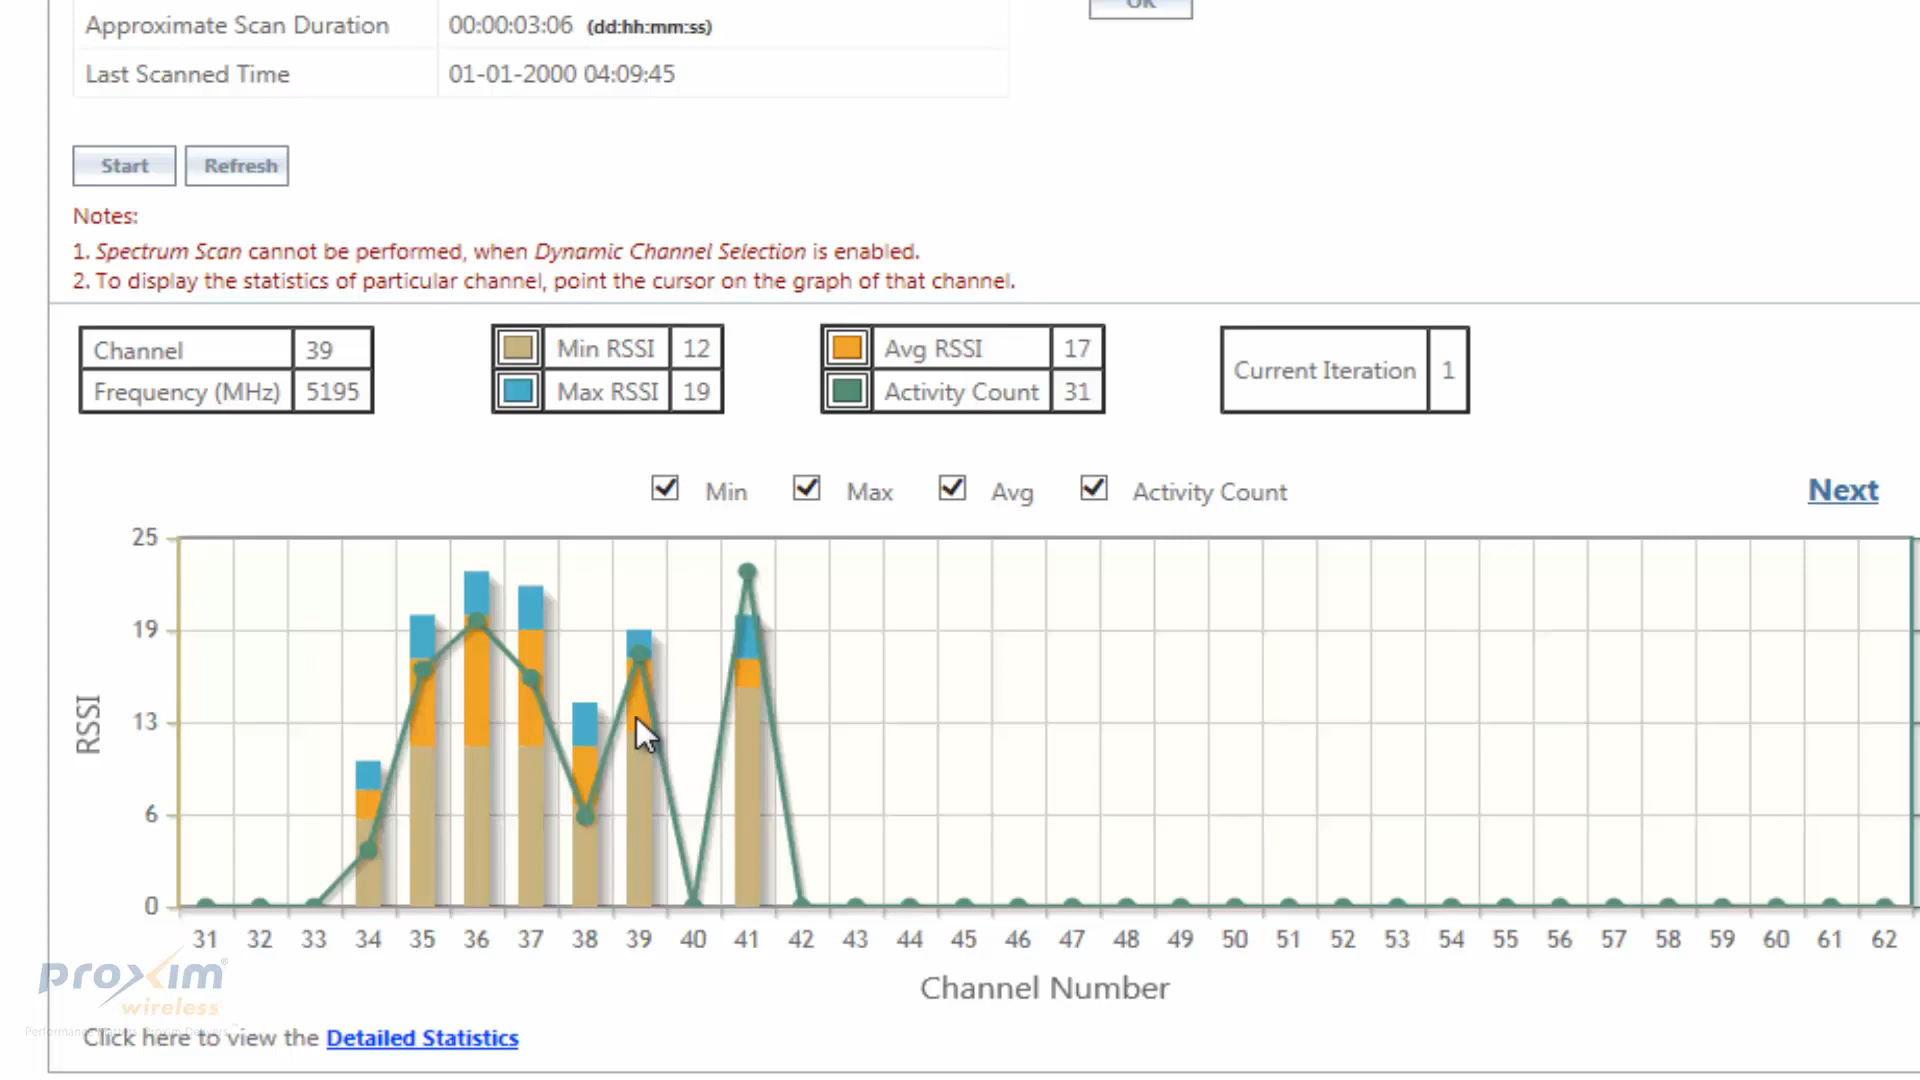 OK
Approximate Scan Duration 00:00:03:06 (dd:hh:mm:ss)
Last Scanned Time 01-01-2000 04:09:45
Start Refresh
Notes:
1. Spectrum Scan cannot be performed, when Dynamic Channel Selection is enabled.
2. To display the statistics of particular channel, point the cursor on the graph of that channel.
Channel 39 Min RSSI 12 Avg RSSI 17 Current Iteration 1
Frequency (MHz) 5195 Max RSSI 19 Activity Count 31
Min Max Avg Activity Count Next
25
19
13
6
0
RSSI
31 32 33 34 35 36 37 38 39 40 41 42 43 44 45 46 47 48 49 50 51 52 53 54 55 56 57 58 59 60 61 62
Channel Number
proxim®
wireless
Click here to view the Detailed Statistics